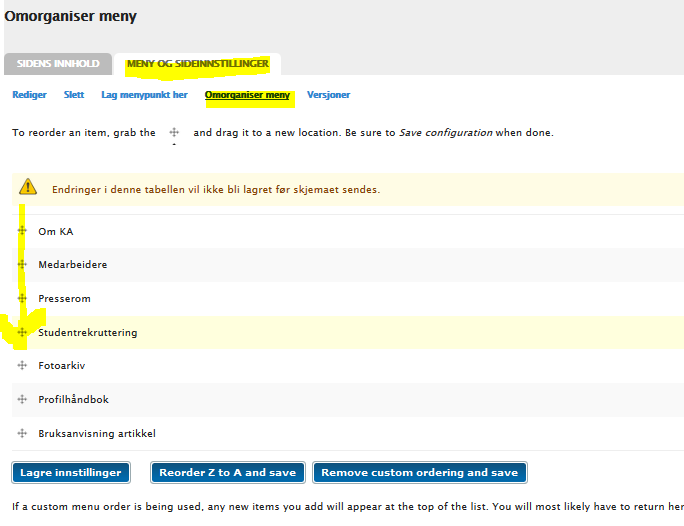 Omorganiser meny
SIDENS INNHOLD MENY OG SIDEINNSTILLINGER
Rediger Slett Lag menypunkt her Omorganiser meny Versjoner
To reorder an item, grab the and drag it to a new location. Be sure to Save configuration when done.
Endringer i denne tabellen vil ikke bli lagret før skjemaet sendes.
Om KA
Medarbeidere
Presserom
Studentrekruttering
Fotoarkiv
Profilhåndbok
Bruksanvisning artikkel
Lagre innstillinger Reorder Z to A and save Remove custom ordering and save
If a custom menu order is being used, any new items you add will appear at the top of the list. You will most likely have to return her